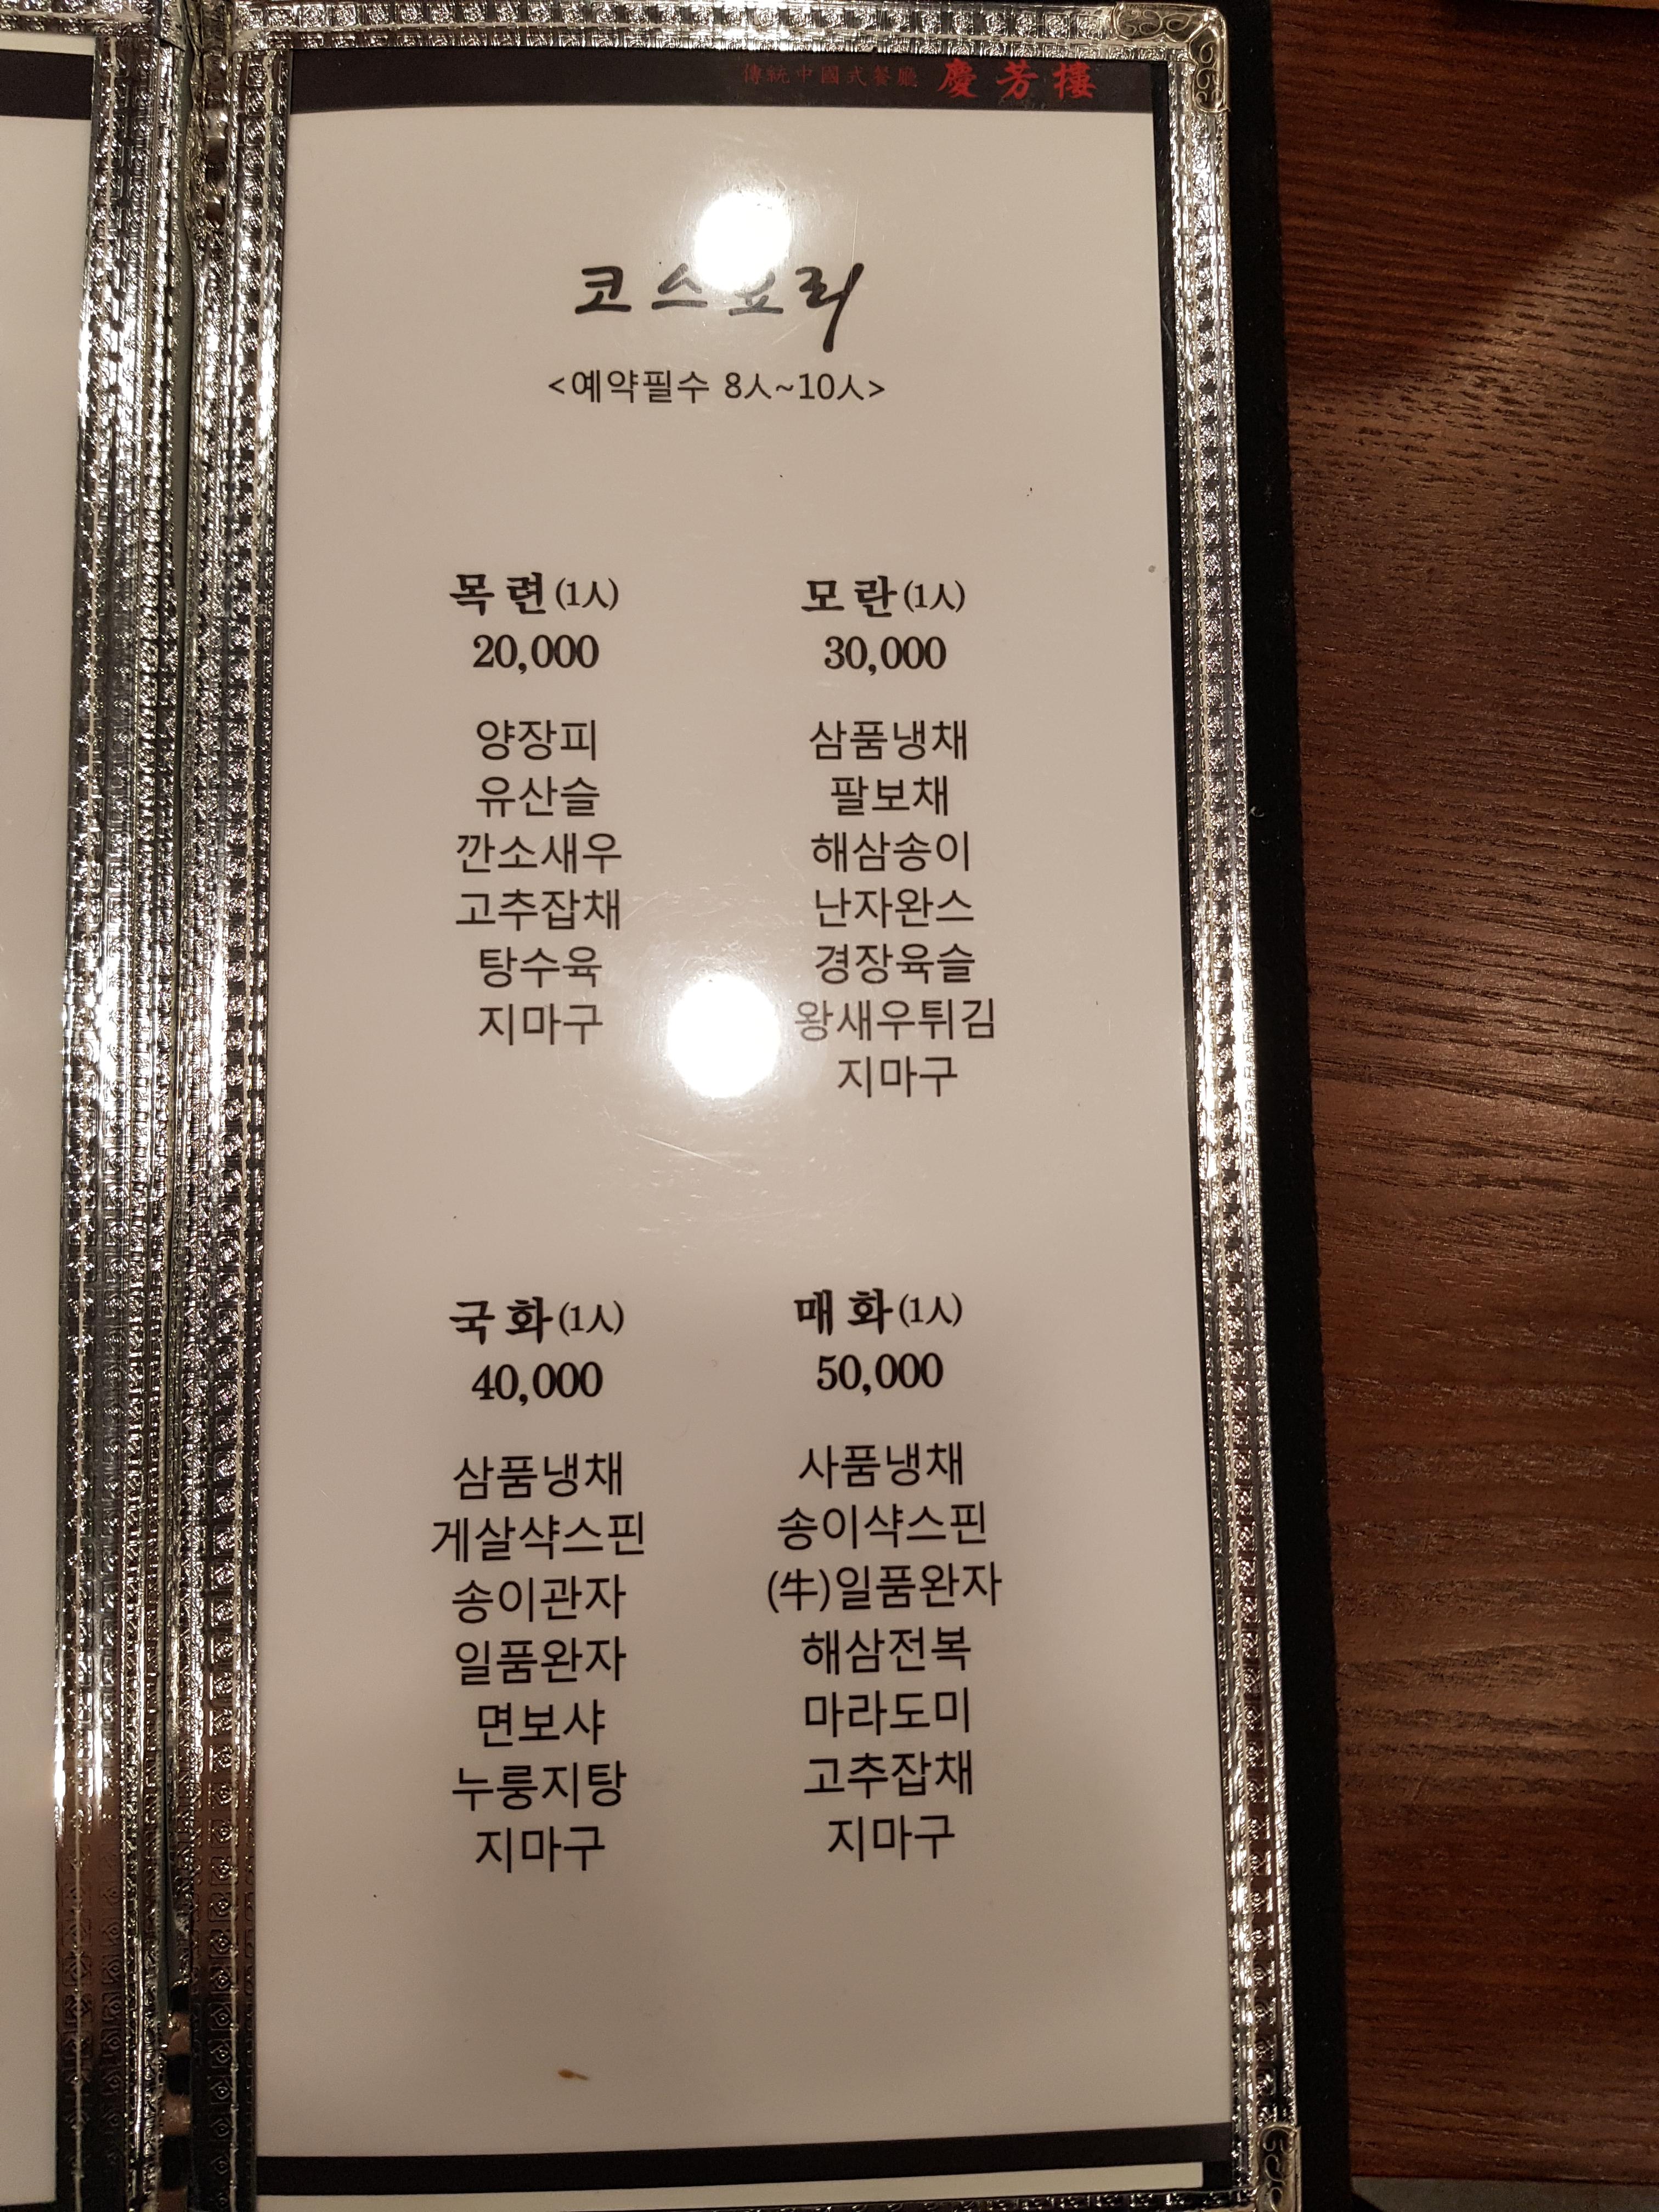 傳統中國式餐廳 慶芳樓
코스요리
<예약필수 8人~10人>
목련(1人)
20,000
양장피
유산슬
깐소새우
고추잡채
탕수육
지마구
모란(1人)
30,000
삼품냉채
팔보채
해삼송이
난자완스
경장육슬
왕새우튀김
지마구
국화(1人)
40,000
삼품냉채
게살샥스핀
송이관자
일품완자
면보샤
누룽지탕
지마구
매화(1人)
50,000
사품냉채
송이샥스핀
(牛)일품완자
해삼전복
마라도미
고추잡채
지마구